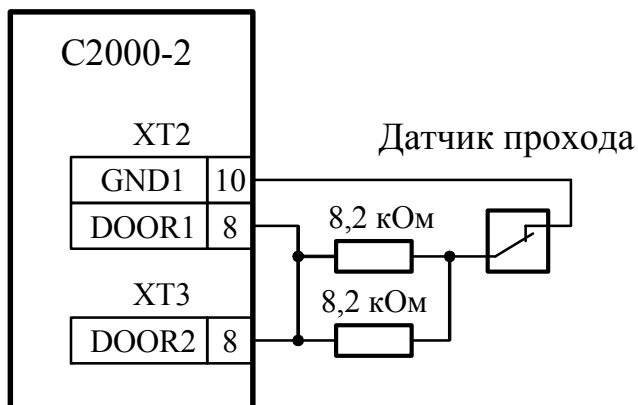 С2000-2
XT2
Датчик прохода
GND1 10
8,2 кОм
DOOR1 8
XT3
8,2 кОм
DOOR2 8